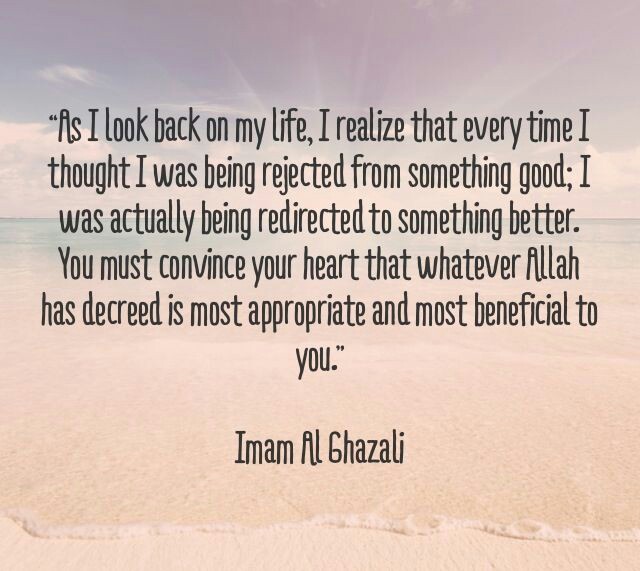 “As I look back on my life, I realize that every time I
thought I was being rejected from something good; I
was actually being redirected to something better.
You must convince your heart that whatever Allah
has decreed is most appropriate and most beneficial to
you.”
Imam Al Ghazali